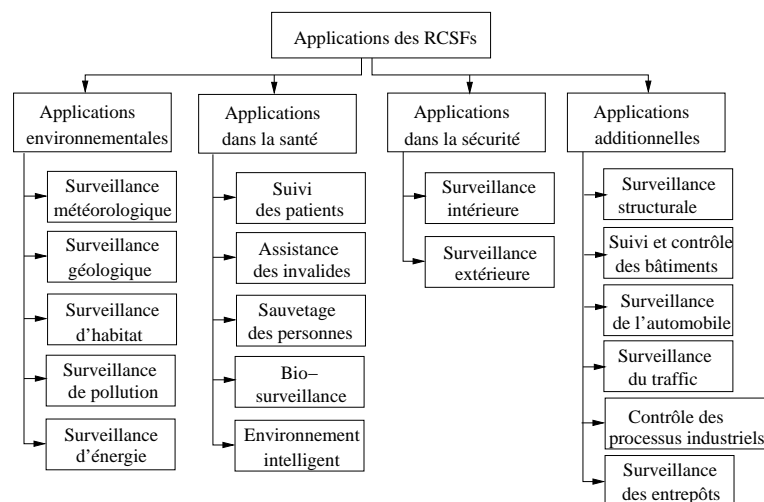 Applications des RCSFs
Applications
environnementales
Surveillance
météorologique
Surveillance
géologique
Surveillance
d'habitat
Surveillance
de pollution
Surveillance
d'énergie
Applications
dans la santé
Suivi
des patients
Assistance
des invalides
Sauvetage
des personnes
Bio–
surveillance
Environnement
intelligent
Applications
dans la sécurité
Surveillance
intérieure
Surveillance
extérieure
Applications
additionnelles
Surveillance
structurale
Suivi et contrôle
des bâtiments
Surveillance
de l'automobile
Surveillance
du traffic
Contrôle des
processus industriels
Surveillance
des entrepôts